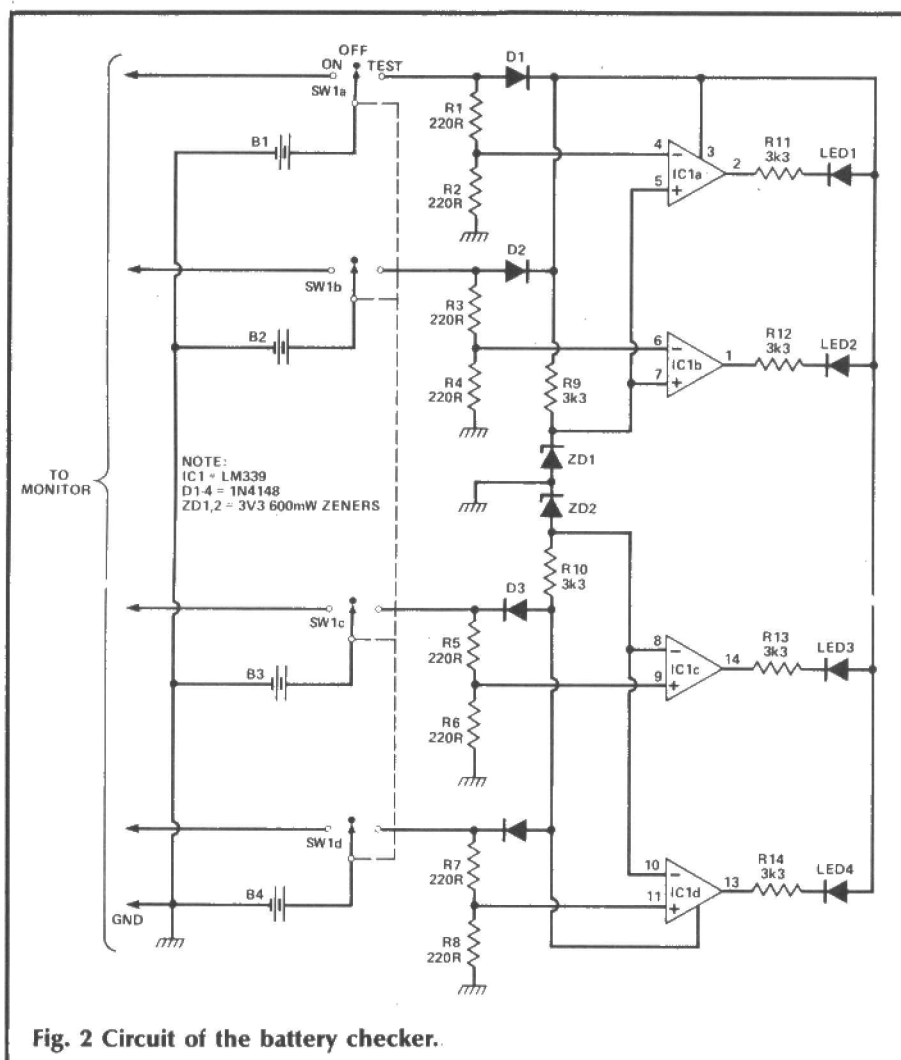 OFF
ON TEST
SW1a
D1
R1
220R
B1
4
5
IC1a
3
2
R11
3k3
LED1
R2
220R
D2
SW1b
R3
220R
B2
6
7
IC1b
1
R12
3k3
LED2
R4
220R
R9
3k3
TO
MONITOR
NOTE:
IC1 = LM339
D1-4 = 1N4148
ZD1,2 = 3V3 600mW ZENERS
ZD1
ZD2
R10
3k3
D3
SW1c
R5
220R
B3
8
9
IC1c
14
R13
3k3
LED3
R6
220R
SW1d
R7
220R
B4
GND
10
11
IC1d
13
R14
3k3
LED4
R8
220R
Fig. 2 Circuit of the battery checker.